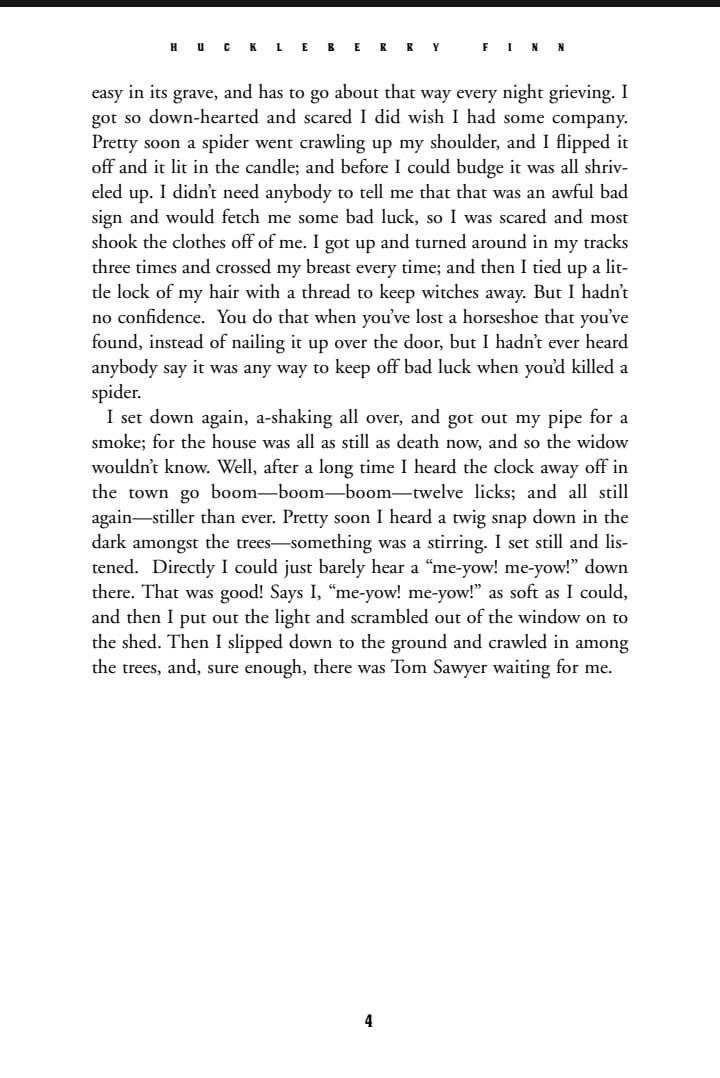 HUCKLEBERRY FINN
easy in its grave, and has to go about that way every night grieving. I
got so down-hearted and scared I did wish I had some company.
Pretty soon a spider went crawling up my shoulder, and I flipped it
off and it lit in the candle; and before I could budge it was all shriv-
eled up. I didn’t need anybody to tell me that that was an awful bad
sign and would fetch me some bad luck, so I was scared and most
shook the clothes off of me. I got up and turned around in my tracks
three times and crossed my breast every time; and then I tied up a lit-
tle lock of my hair with a thread to keep witches away. But I hadn’t
no confidence.  You do that when you’ve lost a horseshoe that you’ve
found, instead of nailing it up over the door, but I hadn’t ever heard
anybody say it was any way to keep off bad luck when you’d killed a
spider.
I set down again, a-shaking all over, and got out my pipe for a
smoke; for the house was all as still as death now, and so the widow
wouldn’t know. Well, after a long time I heard the clock away off in
the town go boom—boom—boom—twelve licks; and all still
again—stiller than ever. Pretty soon I heard a twig snap down in the
dark amongst the trees—something was a stirring. I set still and lis-
tened.  Directly I could just barely hear a “me-yow! me-yow!” down
there. That was good! Says I, “me-yow! me-yow!” as soft as I could,
and then I put out the light and scrambled out of the window on to
the shed. Then I slipped down to the ground and crawled in among
the trees, and, sure enough, there was Tom Sawyer waiting for me.
4